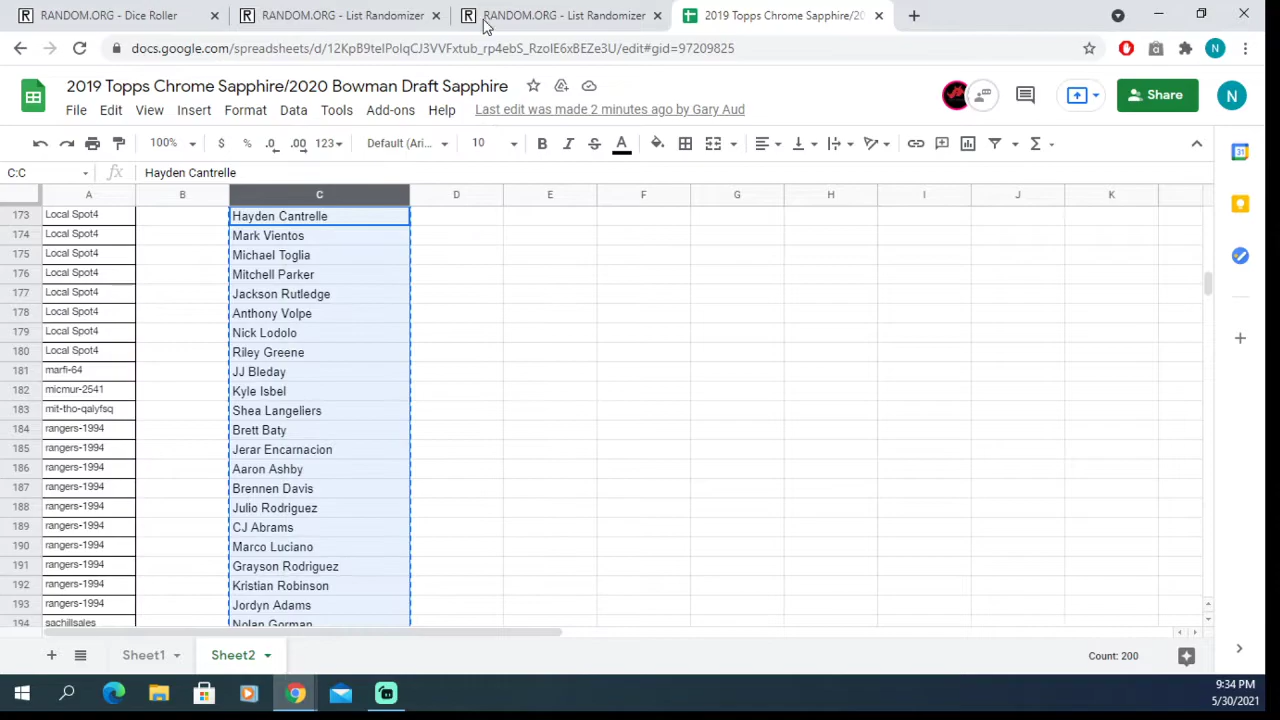 RANDOM.ORG - Dice Roller
RANDOM.ORG - List Randomizer
RANDOM.ORG - List Randomizer
2019 Topps Chrome Sapphire/20
docs.google.com/spreadsheets/d/12KpB9teIPolqCJ3VVFxtub_rp4ebS_RzoIE6xBEZe3U/edit#gid=97209825
N
2019 Topps Chrome Sapphire/2020 Bowman Draft Sapphire
File Edit View Insert Format Data Tools Add-ons Help Last edit was made 2 minutes ago by Gary Aud
Share
N
100% $ % .0 .00 123 Default (Ari... 10 B I S A
C:C fx Hayden Cantrelle
A B C D E F G H I J K
173 Local Spot4 Hayden Cantrelle
174 Local Spot4 Mark Vientos
175 Local Spot4 Michael Toglia
176 Local Spot4 Mitchell Parker
177 Local Spot4 Jackson Rutledge
178 Local Spot4 Anthony Volpe
179 Local Spot4 Nick Lodolo
180 Local Spot4 Riley Greene
181 marfi-64 JJ Bleday
182 micmur-2541 Kyle Isbel
183 mit-tho-qalyfsq Shea Langeliers
184 rangers-1994 Brett Baty
185 rangers-1994 Jerar Encarnacion
186 rangers-1994 Aaron Ashby
187 rangers-1994 Brennen Davis
188 rangers-1994 Julio Rodriguez
189 rangers-1994 CJ Abrams
190 rangers-1994 Marco Luciano
191 rangers-1994 Grayson Rodriguez
192 rangers-1994 Kristian Robinson
193 rangers-1994 Jordyn Adams
194 sachillsales Nolan Gorman
Sheet1 Sheet2 Count: 200
9:34 PM
5/30/2021